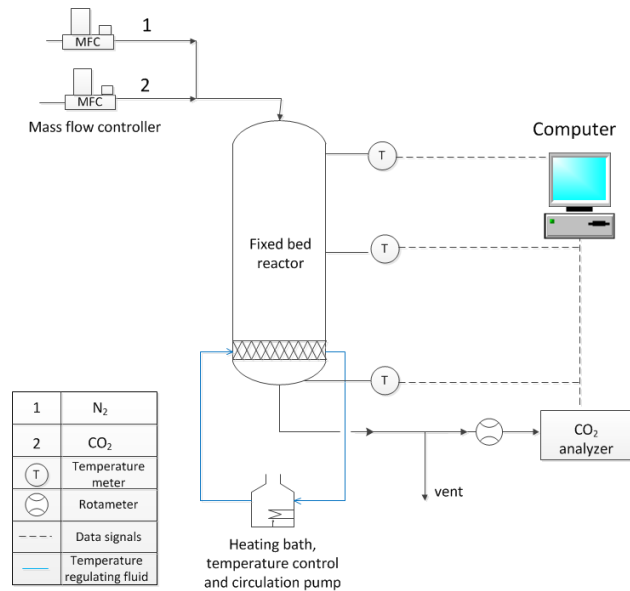 1
MFC
2
MFC
Mass flow controller
Computer
T
Fixed bed
reactor
T
T
CO2
analyzer
vent
Heating bath,
temperature control
and circulation pump
1 N2
2 CO2
T Temperature
meter
Rotameter
Data signals
Temperature
regulating fluid